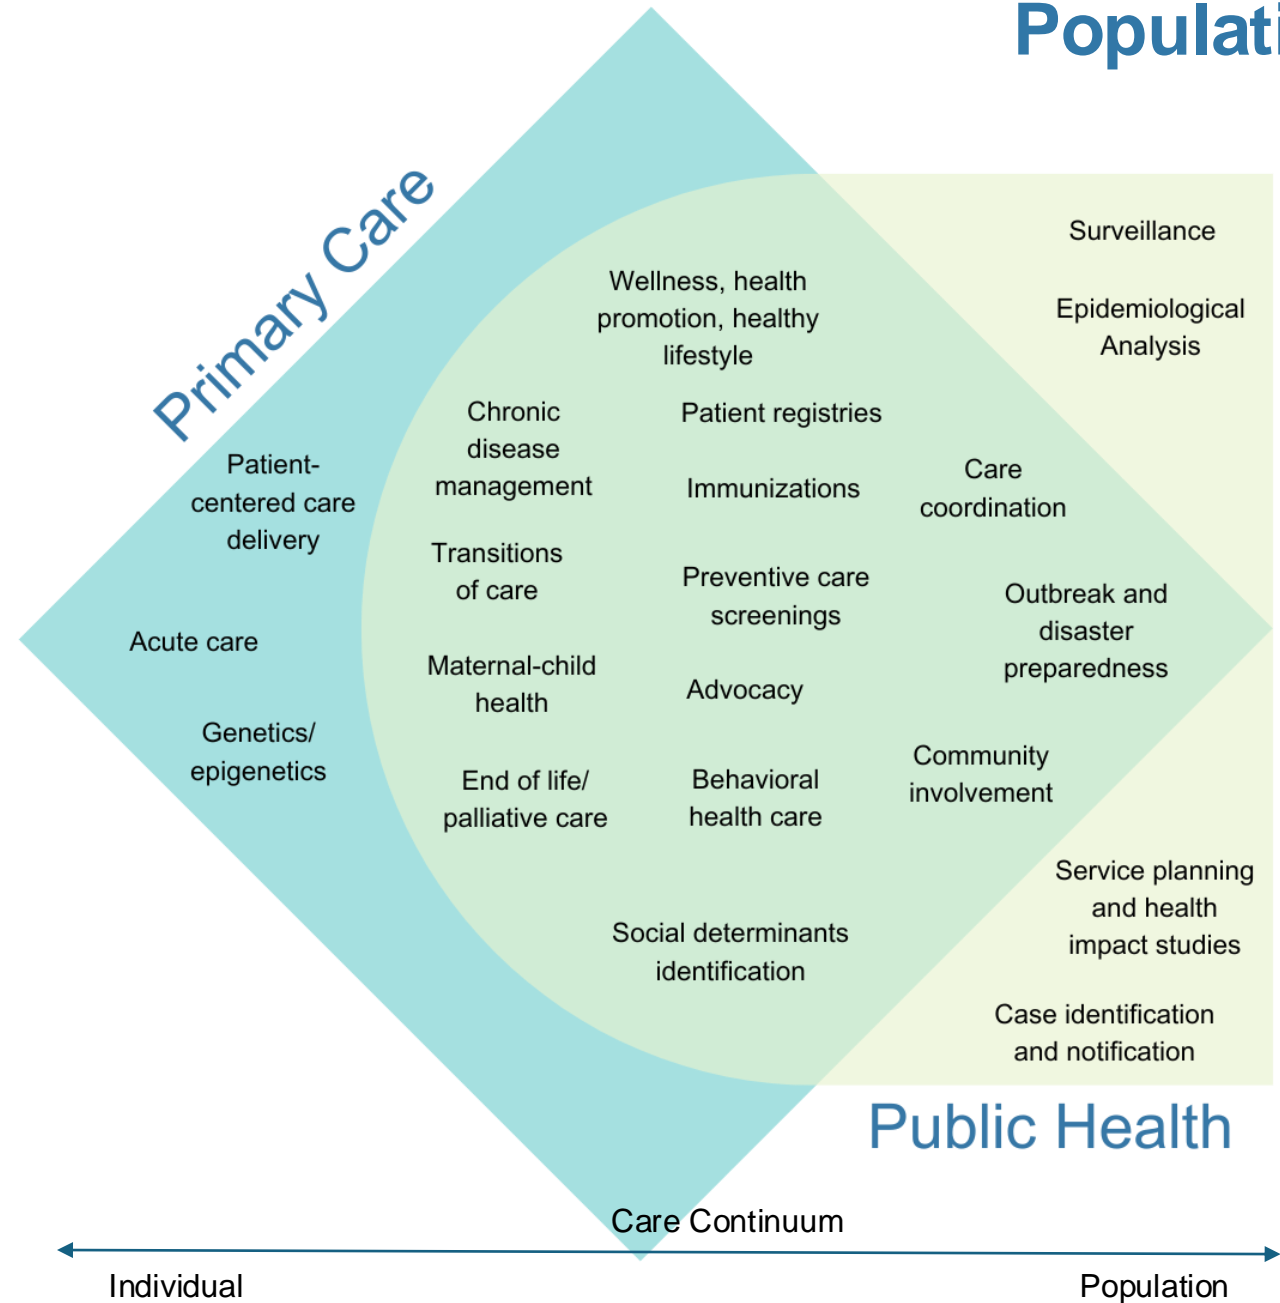 Populati
Primary Care
Surveillance
Epidemiological
Analysis
Wellness, health
promotion, healthy
lifestyle
Chronic
disease
management
Patient registries
Immunizations
Care
coordination
Patient-
centered care
delivery
Transitions
of care
Preventive care
screenings
Outbreak and
disaster
preparedness
Acute care
Maternal-child
health
Advocacy
Genetics/
epigenetics
End of life/
palliative care
Behavioral
health care
Community
involvement
Service planning
and health
impact studies
Social determinants
identification
Case identification
and notification
Public Health
Care Continuum
Individual
Population